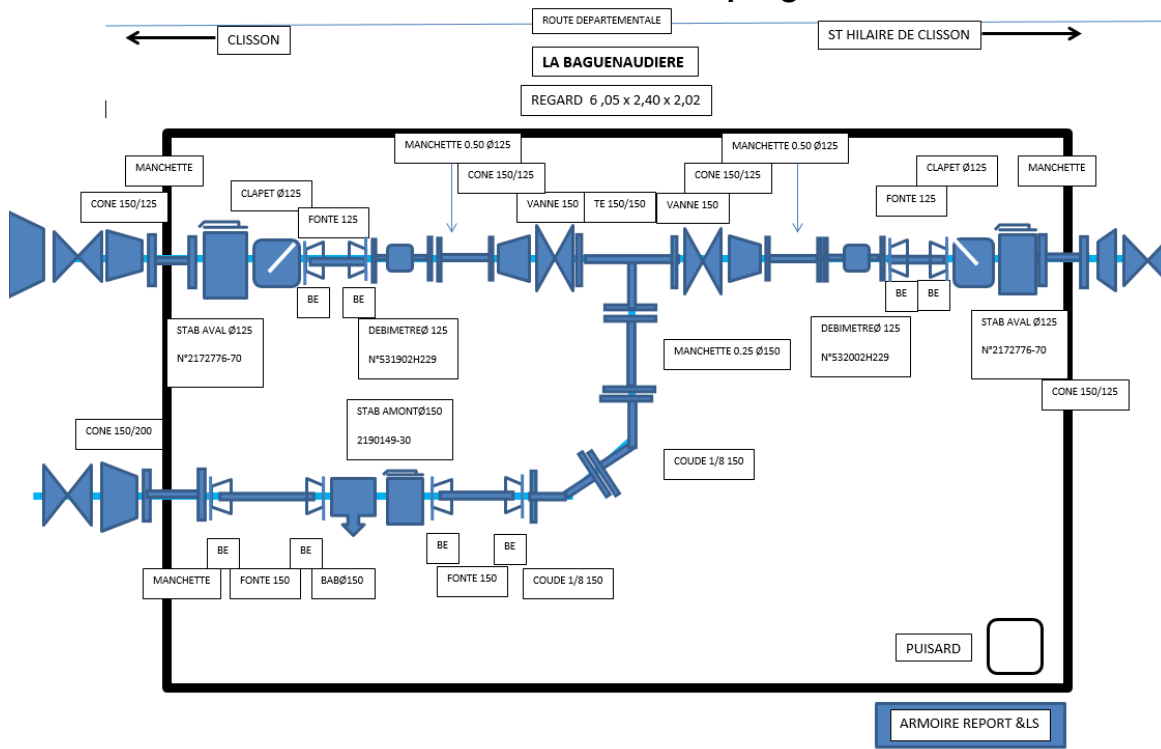 ROUTE DEPARTEMENTALE
CLISSON
ST HILAIRE DE CLISSON
LA BAGUENAUDIERE
REGARD 6 ,05 x 2,40 x 2,02
MANCHETTE 0.50 Ø125
MANCHETTE 0.50 Ø125
MANCHETTE
CONE 150/125
CONE 150/125
CLAPET Ø125
MANCHETTE
CLAPET Ø125
FONTE 125
CONE 150/125
VANNE 150
TE 150/150
VANNE 150
FONTE 125
BE
BE
BE
BE
STAB AVAL Ø125
N°2172776-70
DEBIMETREØ 125
N°531902H229
MANCHETTE 0.25 Ø150
DEBIMETREØ 125
N°532002H229
STAB AVAL Ø125
N°2172776-70
CONE 150/125
STAB AMONTØ150
2190149-30
CONE 150/200
COUDE 1/8 150
BE
BE
BE
BE
MANCHETTE
FONTE 150
BABØ150
FONTE 150
COUDE 1/8 150
PUISARD
ARMOIRE REPORT &LS